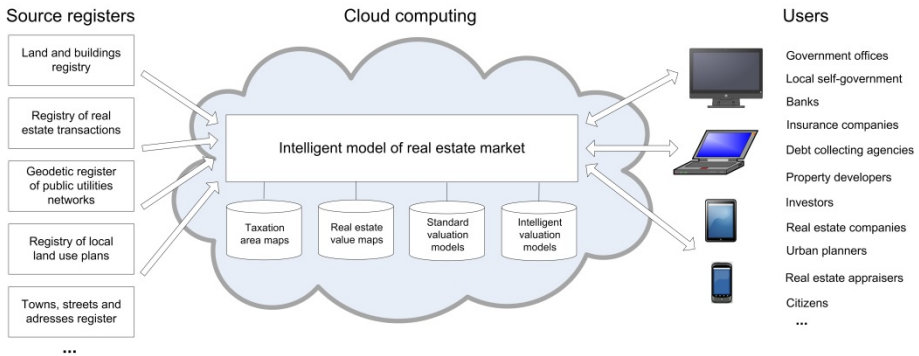 Source registers
Land and buildings
registry
Registry of real
estate transactions
Geodetic register
of public utilities
networks
Registry of local
land use plans
Towns, streets and
adresses register
...
Cloud computing
Intelligent model of real estate market
Taxation
area maps
Real estate
value maps
Standard
valuation
models
Intelligent
valuation
models
Users
Government offices
Local self-government
Banks
Insurance companies
Debt collecting agencies
Property developers
Investors
Real estate companies
Urban planners
Real estate appraisers
Citizens
...